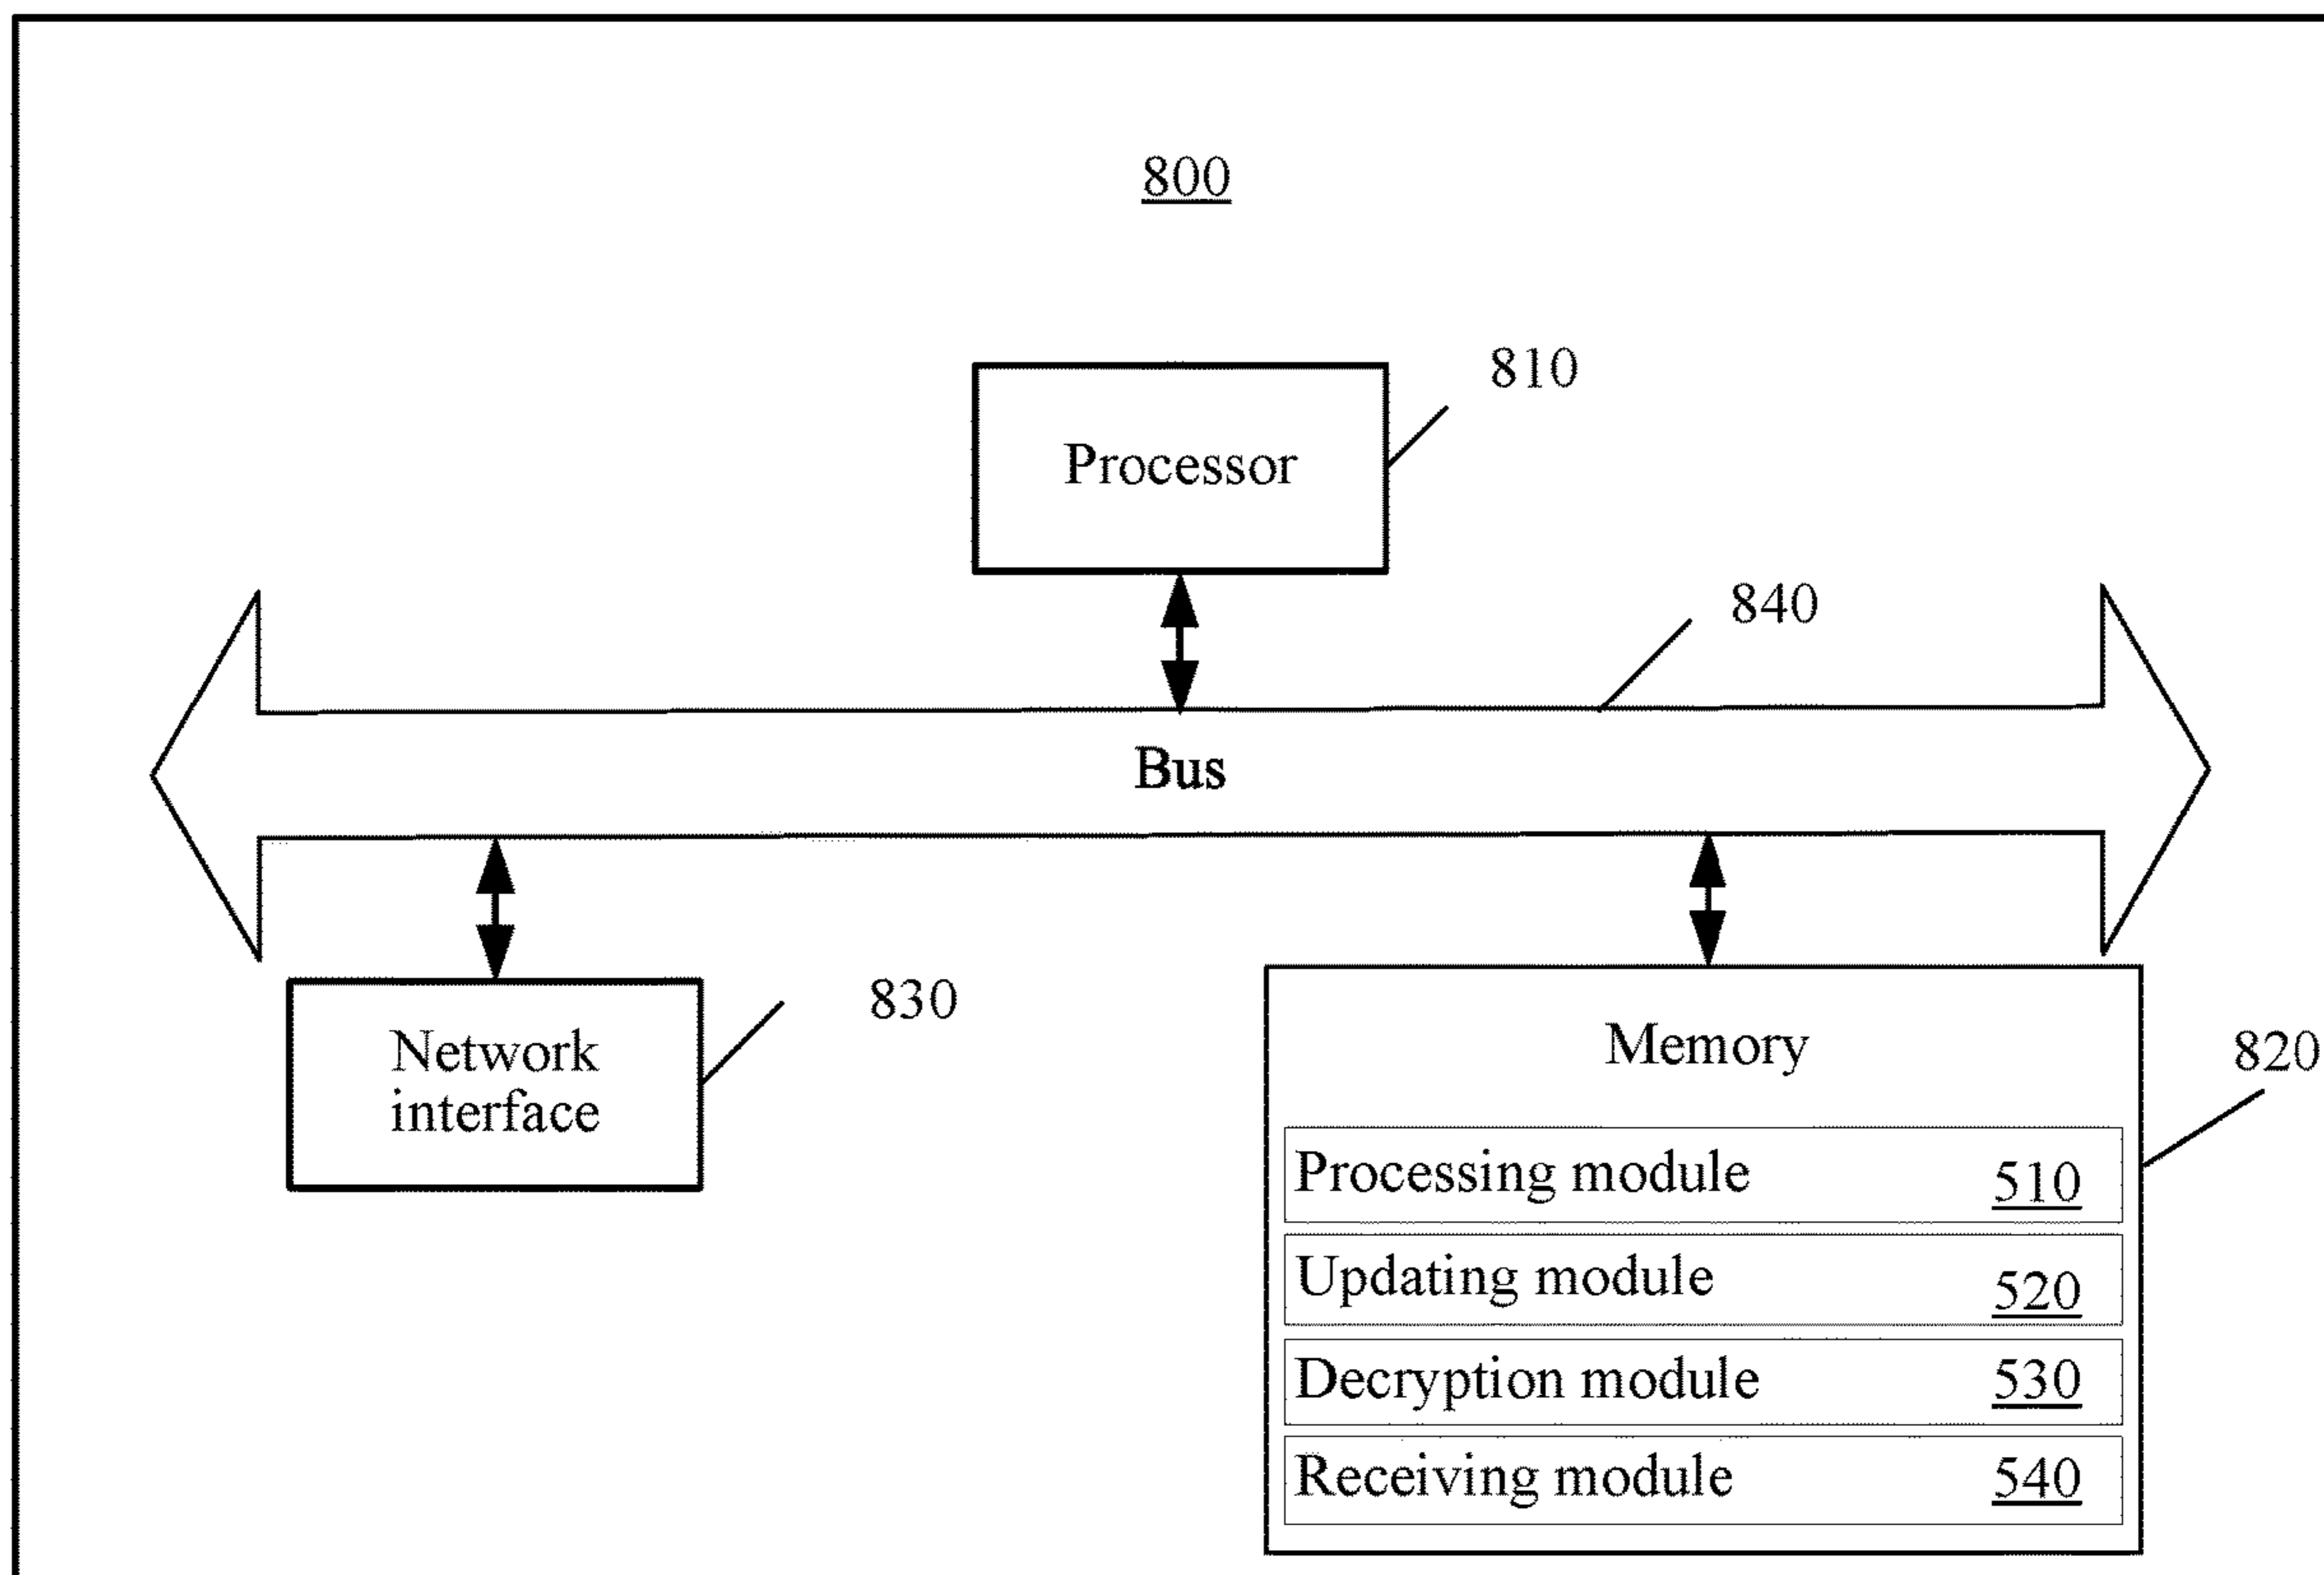 800
810
Processor
840
Bus
830
Network
interface
Memory
820
Processing module 510
Updating module 520
Decryption module 530
Receiving module 540